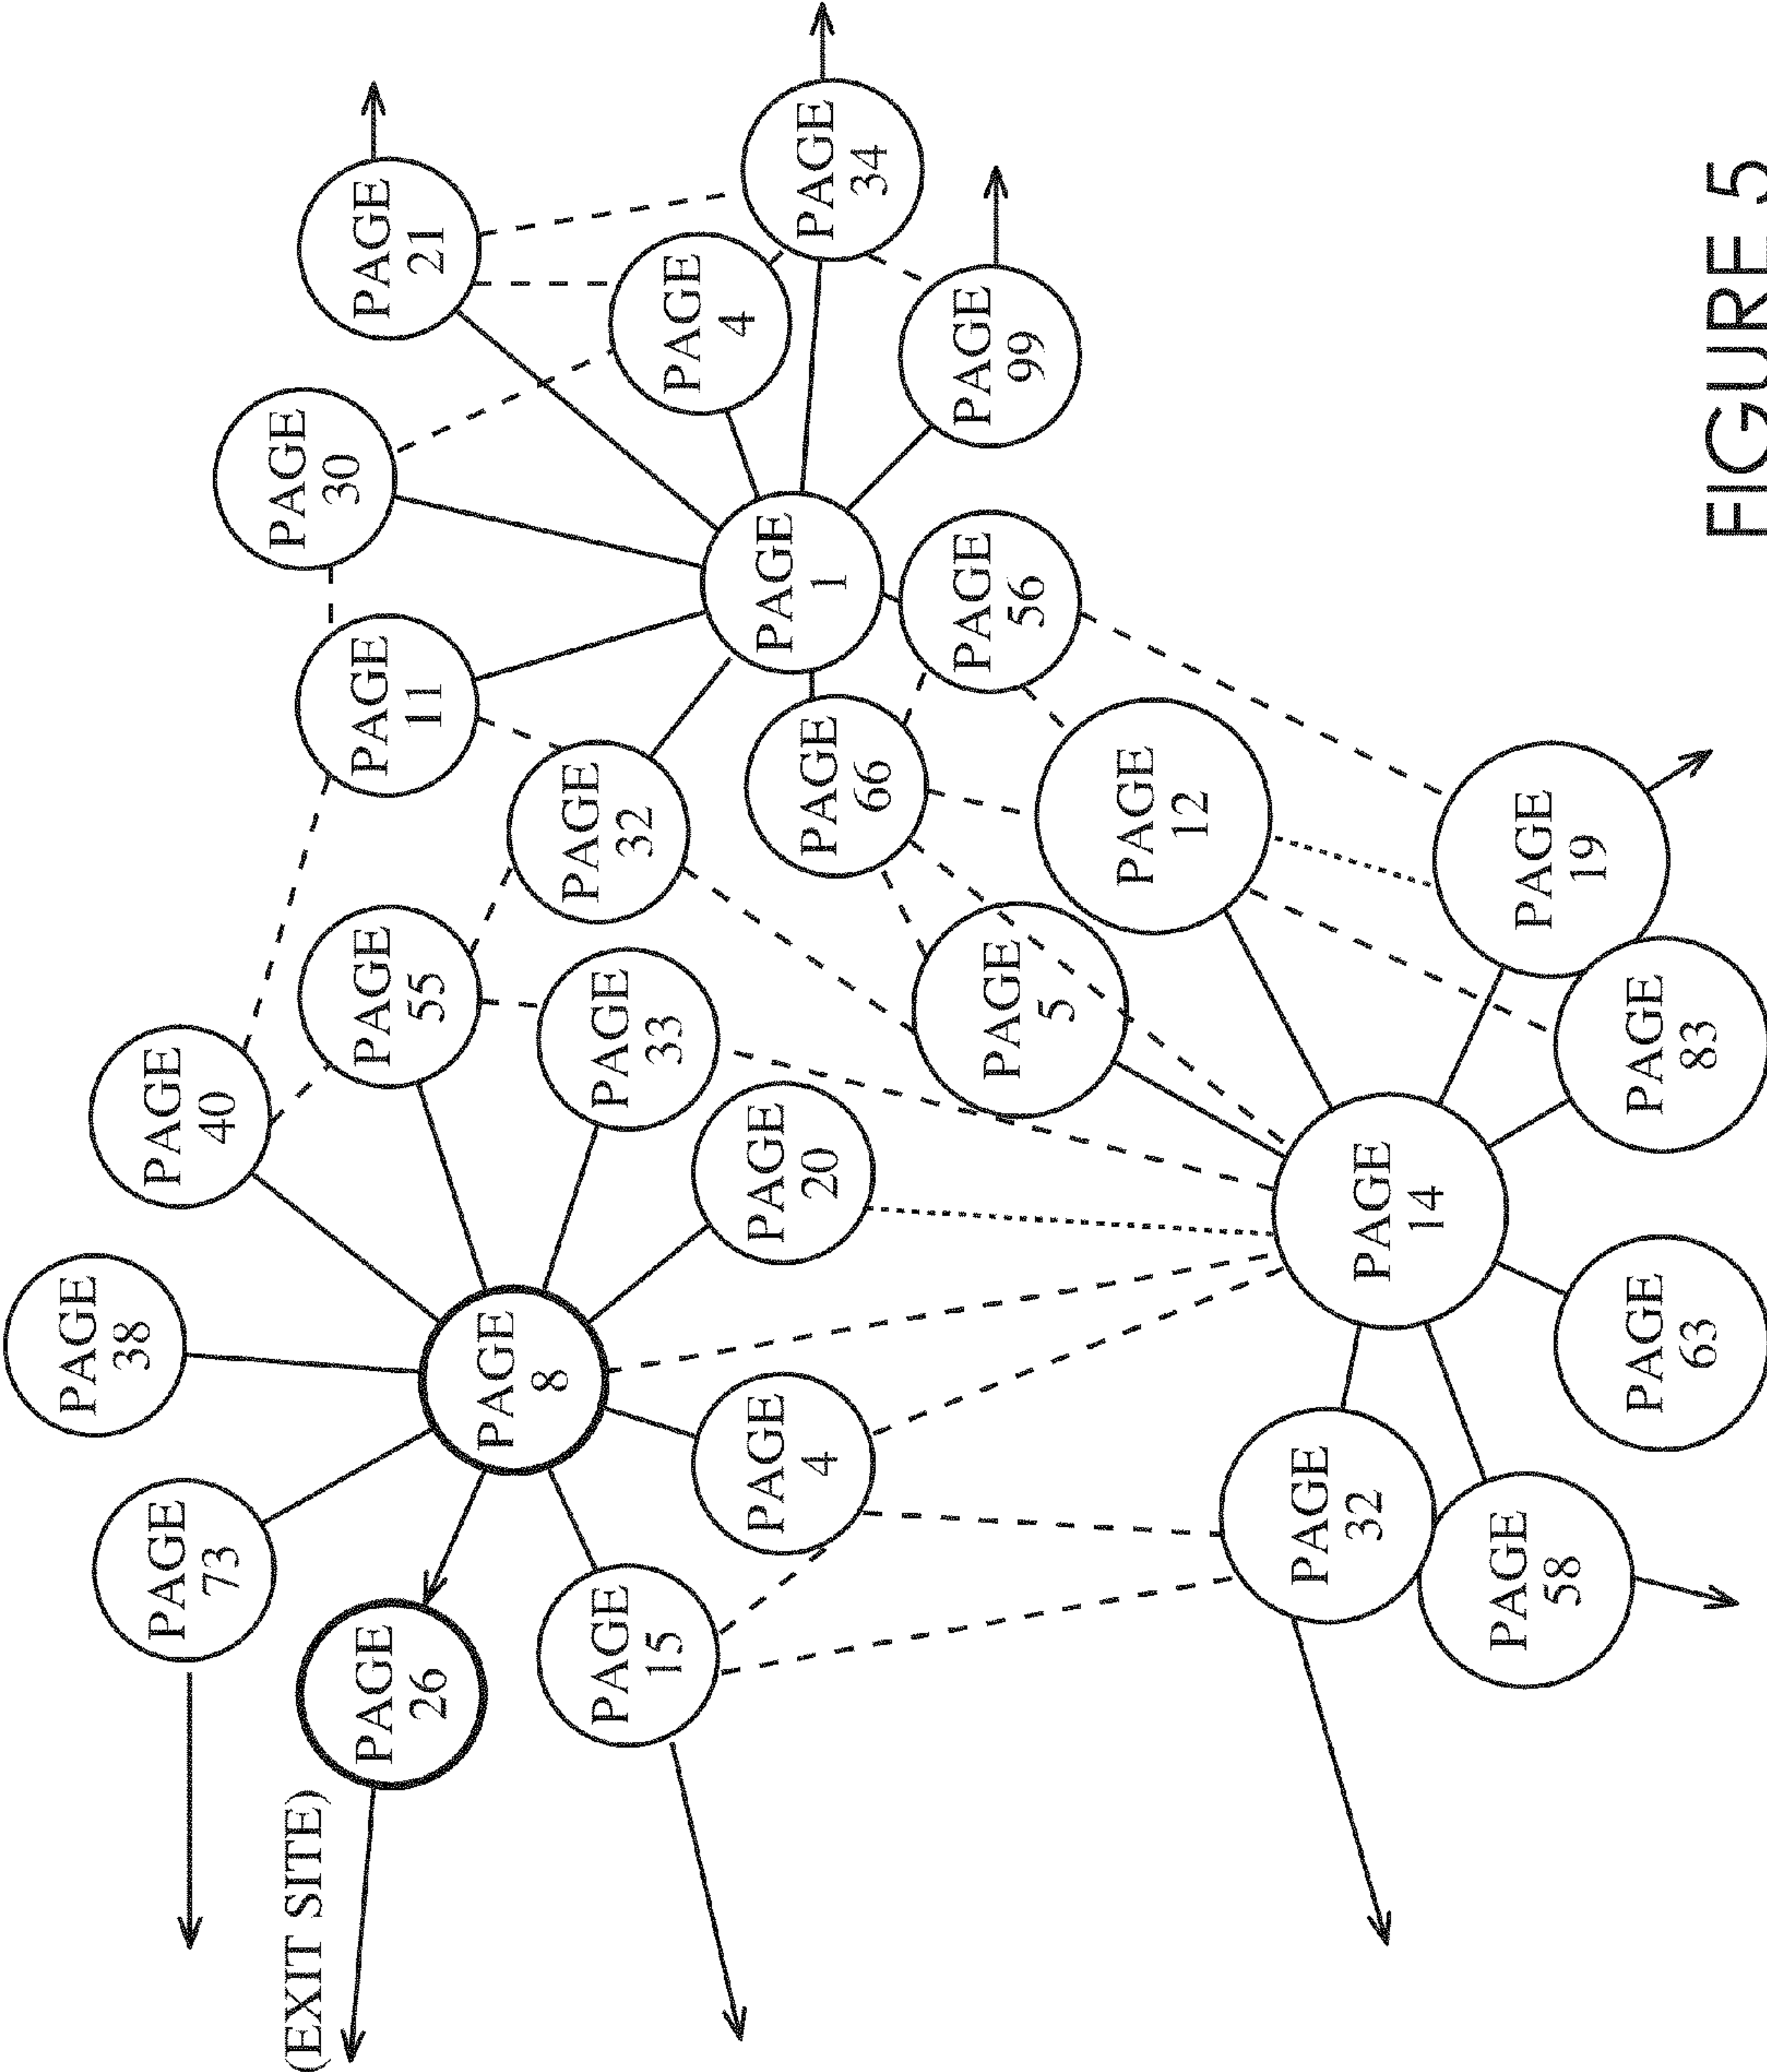 PAGE
38
PAGE
73
PAGE
40
(EXIT SITE)
PAGE
30
PAGE
26
PAGE
55
PAGE
11
PAGE
21
PAGE
8
PAGE
32
PAGE
15
PAGE
33
PAGE
4
PAGE
4
PAGE
20
PAGE
1
PAGE
66
PAGE
34
PAGE
56
PAGE
99
PAGE
5
PAGE
12
PAGE
32
PAGE
14
PAGE
58
PAGE
19
PAGE
63
PAGE
83
FIGURE 5